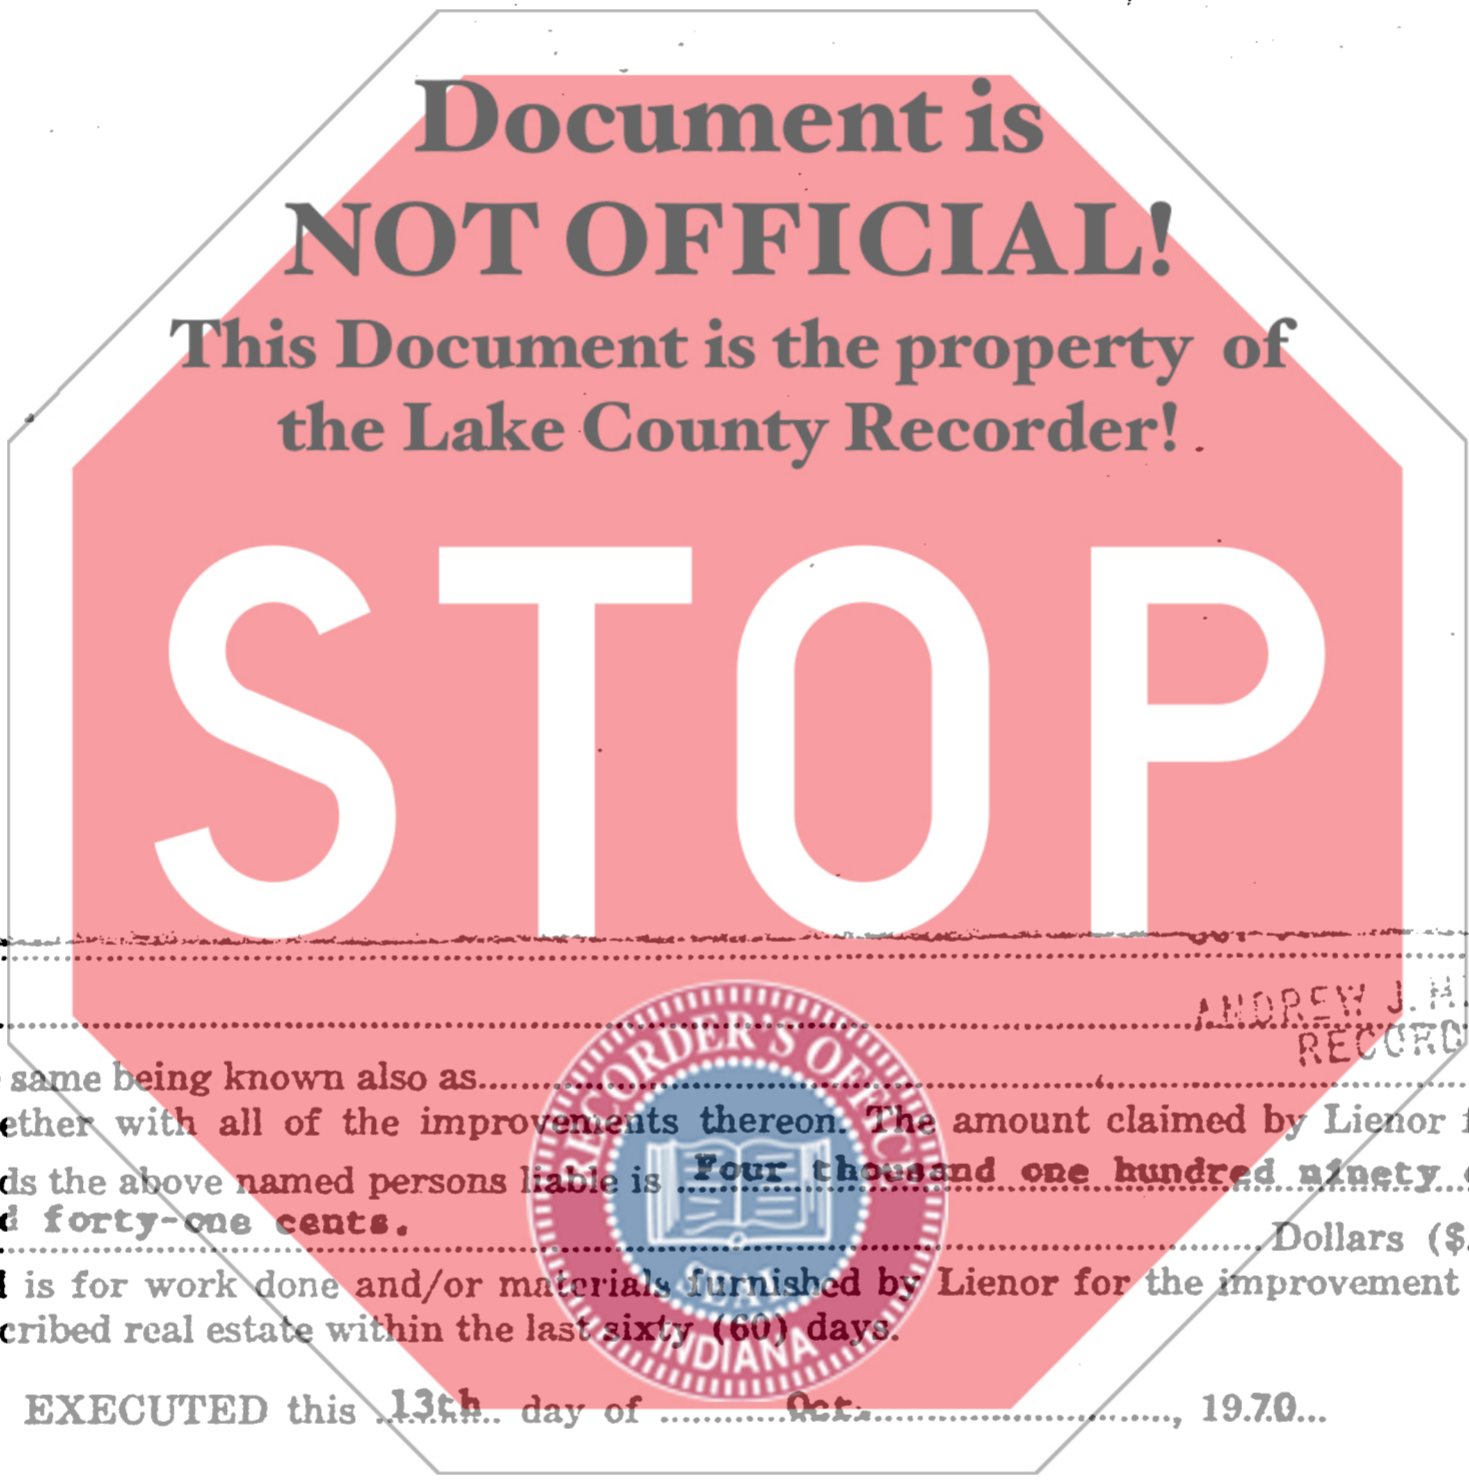 Document is
NOT OFFICIAL!
This Document is the property of
the Lake County Recorder!
STOP
ANDREW J.
RECORD
same being known also as
ether with all of the improvements thereon. The amount claimed by Lienor f
ds the above named persons liable is Four thousand one hundred ninety
d forty-one cents.
Dollars ($
is for work done and/or materials furnished by Lienor for the improvement
cribed real estate within the last sixty (60) days.
EXECUTED this 13th day of Oct. , 1970
RECORDER'S OFFICE
SEAL
INDIANA